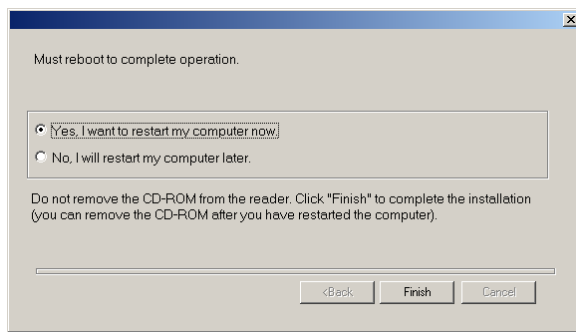 Must reboot to complete operation.
Yes, I want to restart my computer now.
No, I will restart my computer later.
Do not remove the CD-ROM from the reader. Click "Finish" to complete the installation
(you can remove the CD-ROM after you have restarted the computer).
<Back Finish Cancel